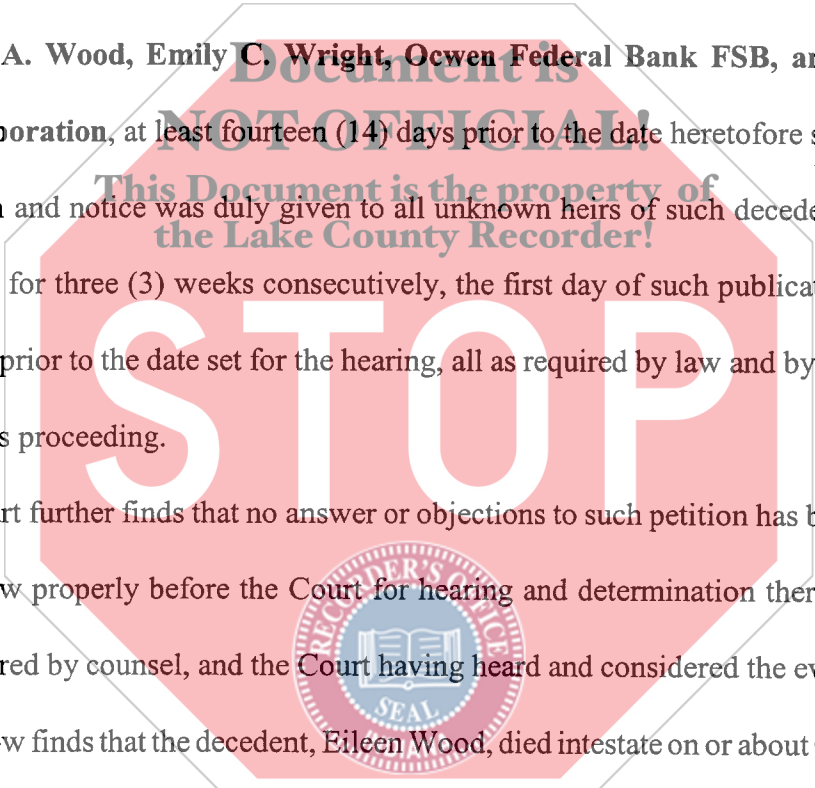 A. Wood, Emily C. Wright, Ocwen Federal Bank FSB, an
Document is
poration, at least fourteen (14) days prior to the date heretofore s
NOT OFFICIAL!
This Document is the property of
n and notice was duly given to all unknown heirs of such decede
the Lake County Recorder!
for three (3) weeks consecutively, the first day of such publica
STOP
prior to the date set for the hearing, all as required by law and by
s proceeding.
rt further finds that no answer or objections to such petition has b
RECORDER'S OFFICE
w properly before the Court for hearing and determination ther
red by counsel, and the Court having heard and considered the ev
SEAL
w finds that the decedent, Eileen Wood, died intestate on or about